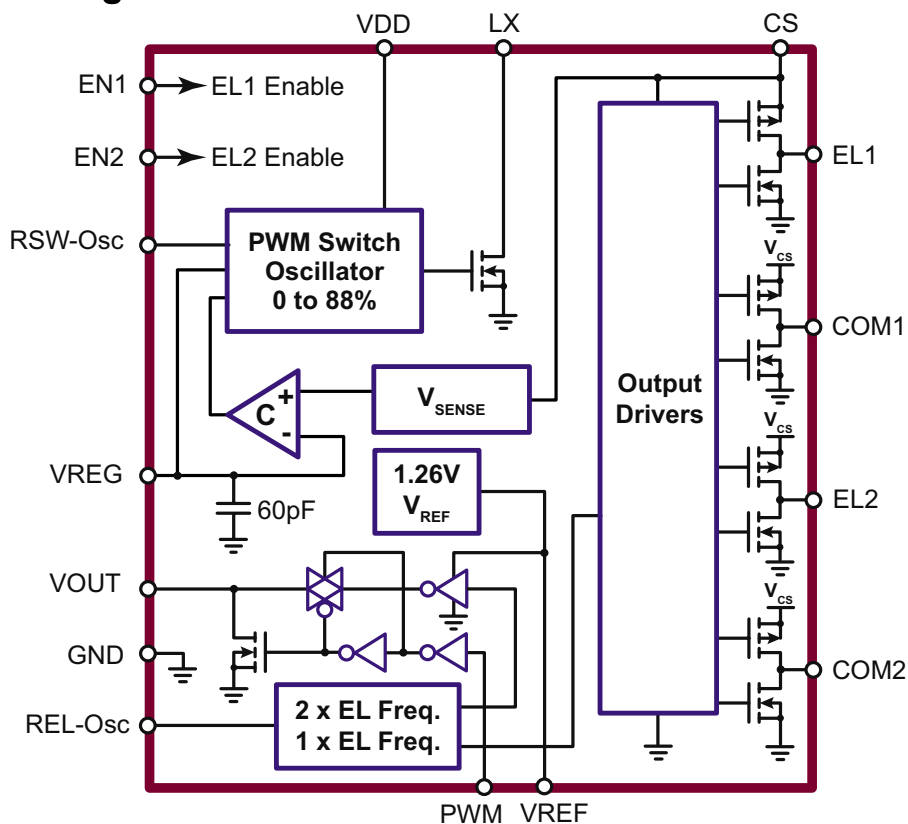 VDD
LX
CS
EN1
EL1 Enable
EN2
EL2 Enable
EL1
RSW-Osc
PWM Switch
Oscillator
0 to 88%
VCS
COM1
C
+
-
VSENSE
Output
Drivers
VCS
VREG
60pF
1.26V
VREF
EL2
VOUT
VCS
GND
COM2
REL-Osc
2 x EL Freq.
1 x EL Freq.
PWM
VREF